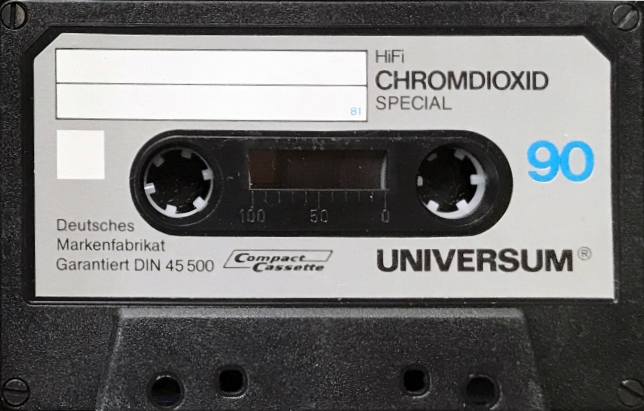 HiFi
CHROMDIOXID
SPECIAL
81
90
100 50 0
Deutsches
Markenfabrikat
Garantiert DIN 45 500
Compact
Cassette
UNIVERSUM®